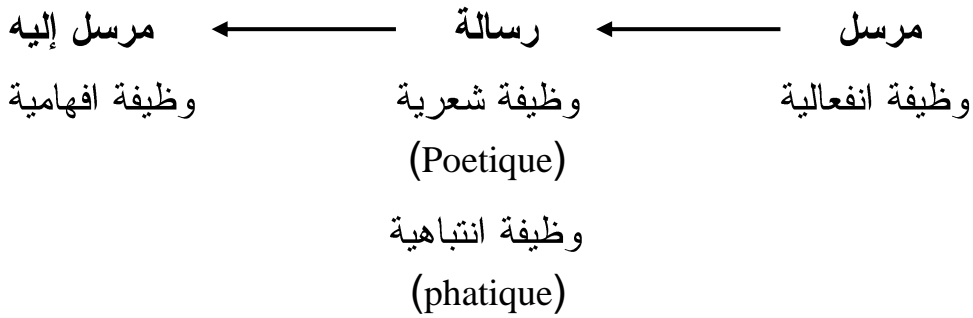 مرسل رسالة مرسل إليه
وظيفة انفعالية وظيفة شعرية وظيفة افهامية
(Poetique)
وظيفة انتباهية
(phatique)